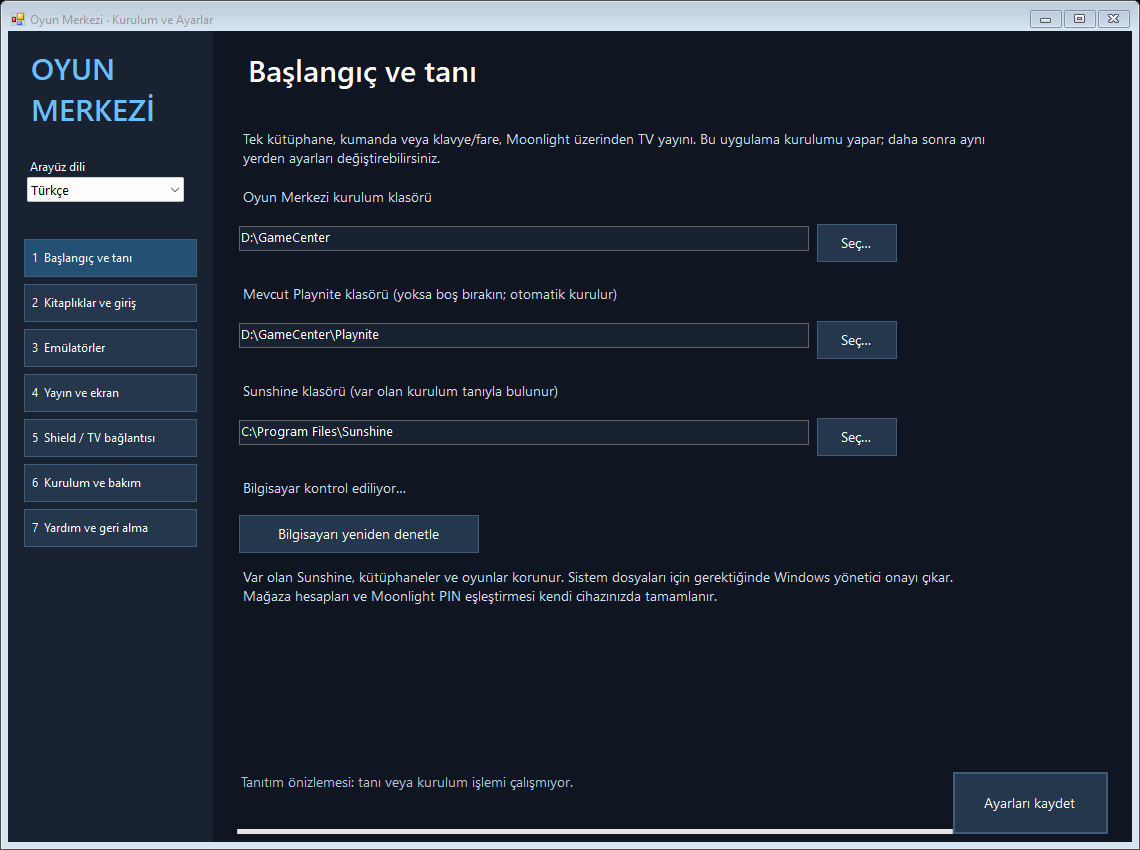 Oyun Merkezi · Kurulum ve Ayarlar
OYUN
MERKEZİ
Arayüz dili
Türkçe
1 Başlangıç ve tanı
2 Kitaplıklar ve giriş
3 Emülatörler
4 Yayın ve ekran
5 Shield / TV bağlantısı
6 Kurulum ve bakım
7 Yardım ve geri alma
Başlangıç ve tanı
Tek kütüphane, kumanda veya klavye/fare, Moonlight üzerinden TV yayını. Bu uygulama kurulumu yapar; daha sonra aynı
yerden ayarları değiştirebilirsiniz.
Oyun Merkezi kurulum klasörü
D:\GameCenter
Seç...
Mevcut Playnite klasörü (yoksa boş bırakın; otomatik kurulur)
D:\GameCenter\Playnite
Seç...
Sunshine klasörü (var olan kurulum tanıyla bulunur)
C:\Program Files\Sunshine
Seç...
Bilgisayar kontrol ediliyor...
Bilgisayarı yeniden denetle
Var olan Sunshine, kütüphaneler ve oyunlar korunur. Sistem dosyaları için gerektiğinde Windows yönetici onayı çıkar.
Mağaza hesapları ve Moonlight PIN eşleştirmesi kendi cihazınızda tamamlanır.
Tanıtım önizlemesi: tanı veya kurulum işlemi çalışmıyor.
Ayarları kaydet